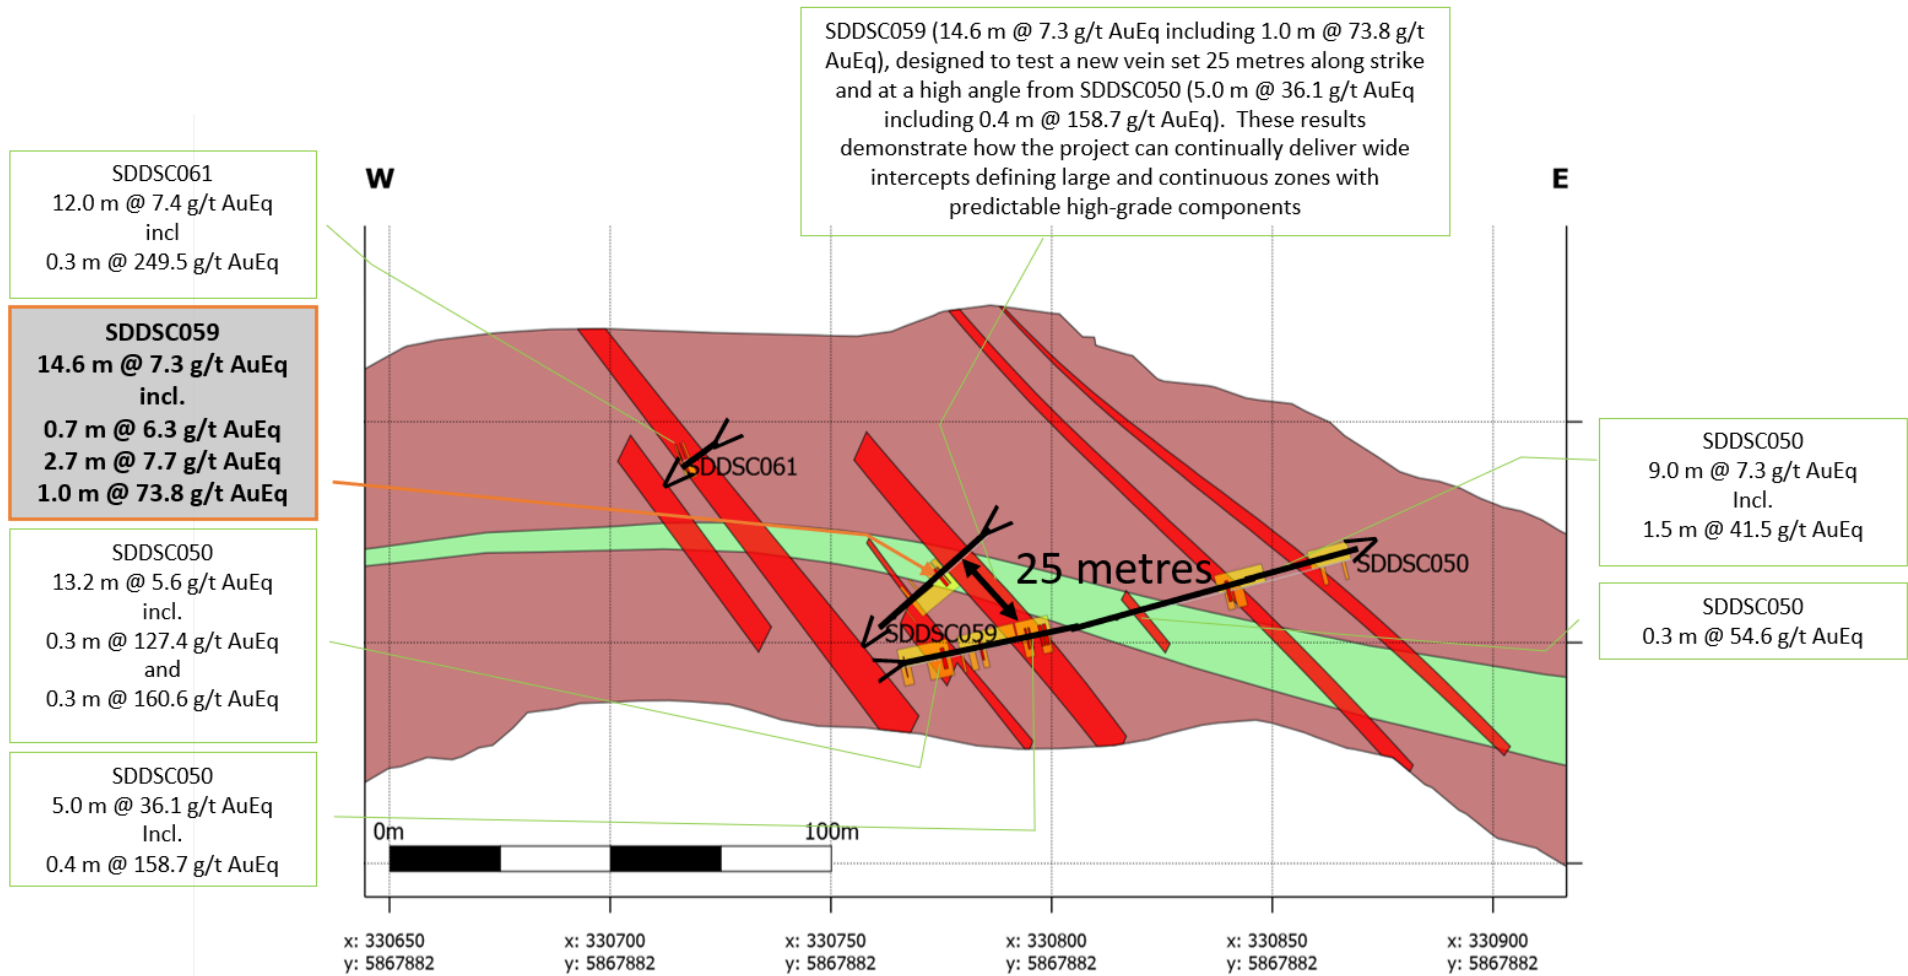 SDDSC059 (14.6 m @ 7.3 g/t AuEq including 1.0 m @ 73.8 g/t
AuEq), designed to test a new vein set 25 metres along strike
and at a high angle from SDDSC050 (5.0 m @ 36.1 g/t AuEq
including 0.4 m @ 158.7 g/t AuEq).  These results
demonstrate how the project can continually deliver wide
intercepts defining large and continuous zones with
predictable high-grade components
SDDSC061
12.0 m @ 7.4 g/t AuEq
incl
0.3 m @ 249.5 g/t AuEq
SDDSC059
14.6 m @ 7.3 g/t AuEq
incl.
0.7 m @ 6.3 g/t AuEq
2.7 m @ 7.7 g/t AuEq
1.0 m @ 73.8 g/t AuEq
SDDSC050
13.2 m @ 5.6 g/t AuEq
incl.
0.3 m @ 127.4 g/t AuEq
and
0.3 m @ 160.6 g/t AuEq
SDDSC050
5.0 m @ 36.1 g/t AuEq
Incl.
0.4 m @ 158.7 g/t AuEq
W
E
SDDSC061
25 metres
SDDSC050
SDDSC059
SDDSC050
9.0 m @ 7.3 g/t AuEq
Incl.
1.5 m @ 41.5 g/t AuEq
SDDSC050
0.3 m @ 54.6 g/t AuEq
0m
100m
x: 330650
y: 5867882
x: 330700
y: 5867882
x: 330750
y: 5867882
x: 330800
y: 5867882
x: 330850
y: 5867882
x: 330900
y: 5867882